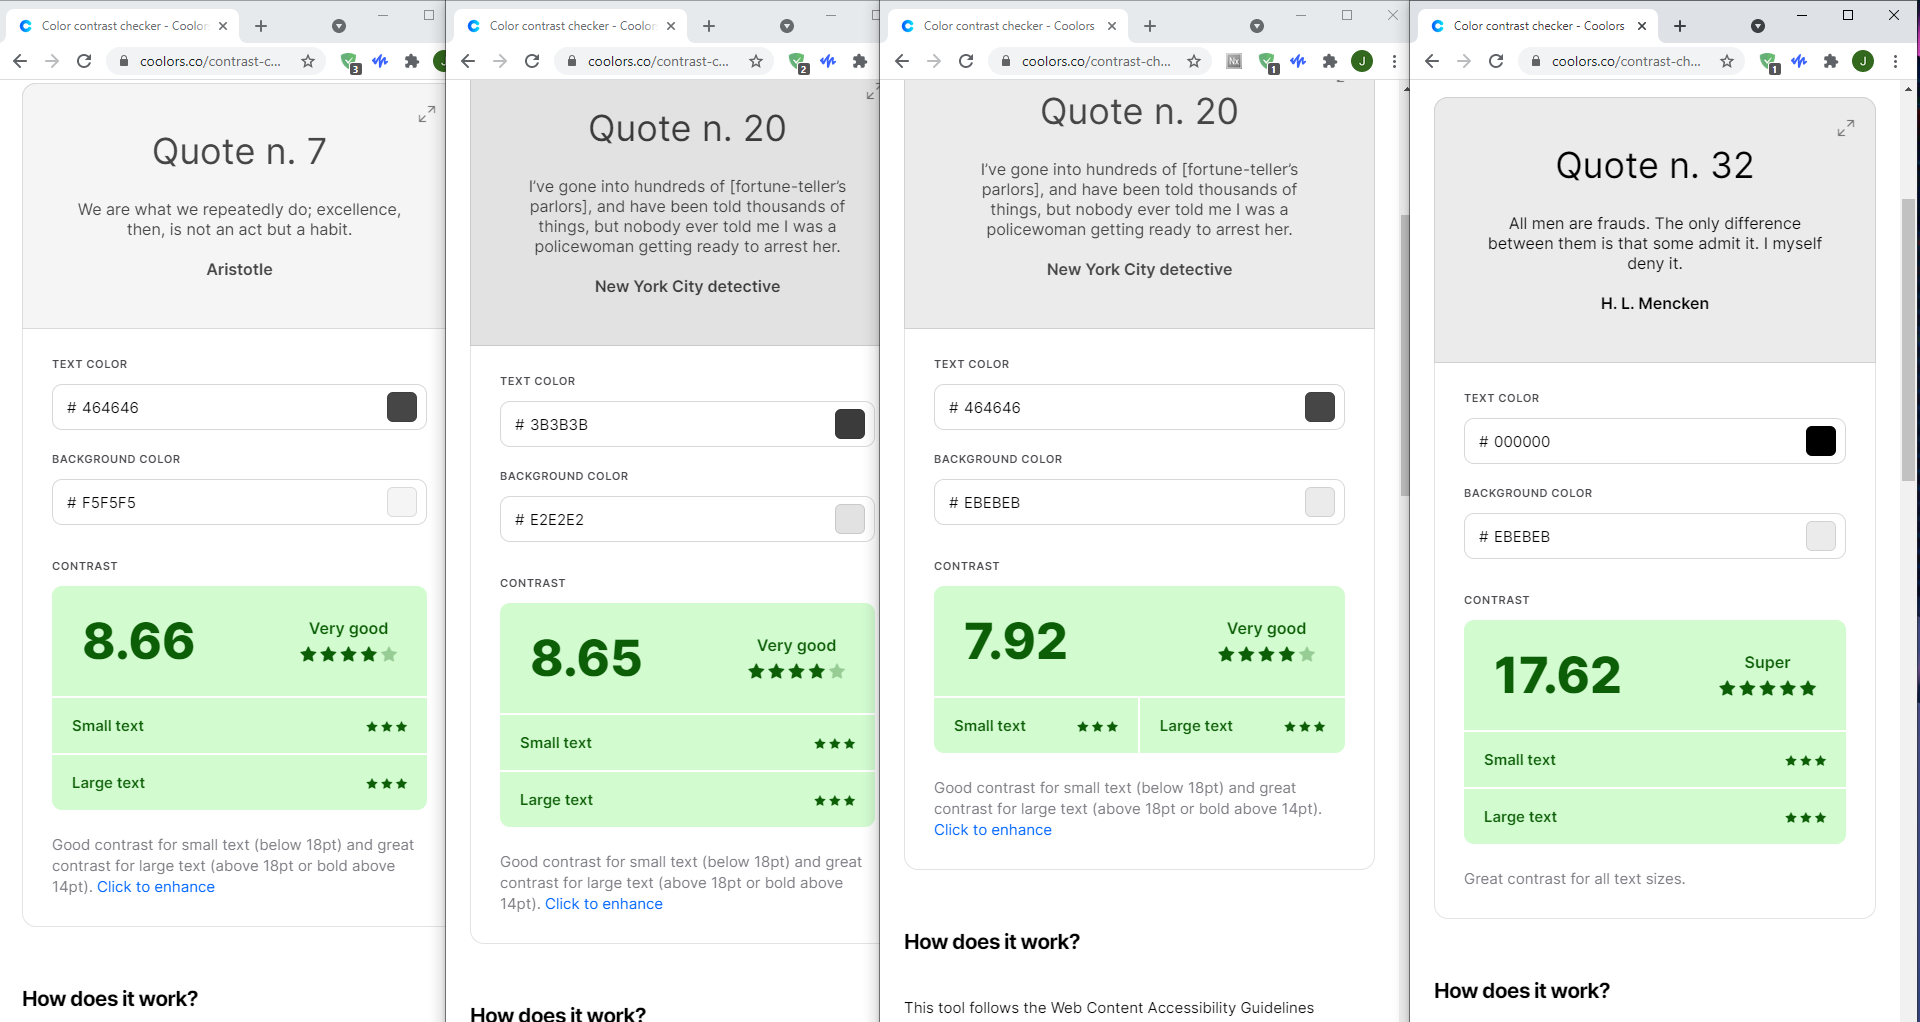 Color contrast checker - Coolor
coolors.co/contrast-c...
3
Quote n. 7
We are what we repeatedly do; excellence,
then, is not an act but a habit.
Aristotle
TEXT COLOR
# 464646
BACKGROUND COLOR
# F5F5F5
CONTRAST
8.66
Very good
Small text
Large text
Good contrast for small text (below 18pt) and great
contrast for large text (above 18pt or bold above
14pt). Click to enhance
How does it work?
Color contrast checker - Coolor
coolors.co/contrast-c...
2
Quote n. 20
I've gone into hundreds of [fortune-teller's
parlors], and have been told thousands of
things, but nobody ever told me I was a
policewoman getting ready to arrest her.
New York City detective
TEXT COLOR
# 3B3B3B
BACKGROUND COLOR
# E2E2E2
CONTRAST
8.65
Very good
Small text
Large text
Good contrast for small text (below 18pt) and great
contrast for large text (above 18pt or bold above
14pt). Click to enhance
How does it work?
Color contrast checker - Coolors
coolors.co/contrast-ch...
Nx
1
J
Quote n. 20
I've gone into hundreds of [fortune-teller's
parlors], and have been told thousands of
things, but nobody ever told me I was a
policewoman getting ready to arrest her.
New York City detective
TEXT COLOR
# 464646
BACKGROUND COLOR
# EBEBEB
CONTRAST
7.92
Very good
Small text
Large text
Good contrast for small text (below 18pt) and great
contrast for large text (above 18pt or bold above 14pt).
Click to enhance
How does it work?
This tool follows the Web Content Accessibility Guidelines
Color contrast checker - Coolors
coolors.co/contrast-ch...
1
J
Quote n. 32
All men are frauds. The only difference
between them is that some admit it. I myself
deny it.
H. L. Mencken
TEXT COLOR
# 000000
BACKGROUND COLOR
# EBEBEB
CONTRAST
17.62
Super
Small text
Large text
Great contrast for all text sizes.
How does it work?